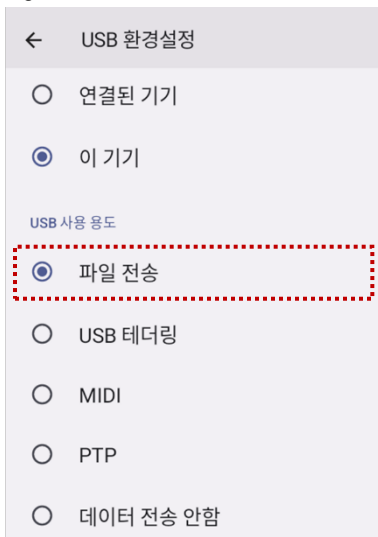 USB 환경설정
연결된 기기
이 기기
USB 사용 용도
파일 전송
USB 테더링
MIDI
PTP
데이터 전송 안함